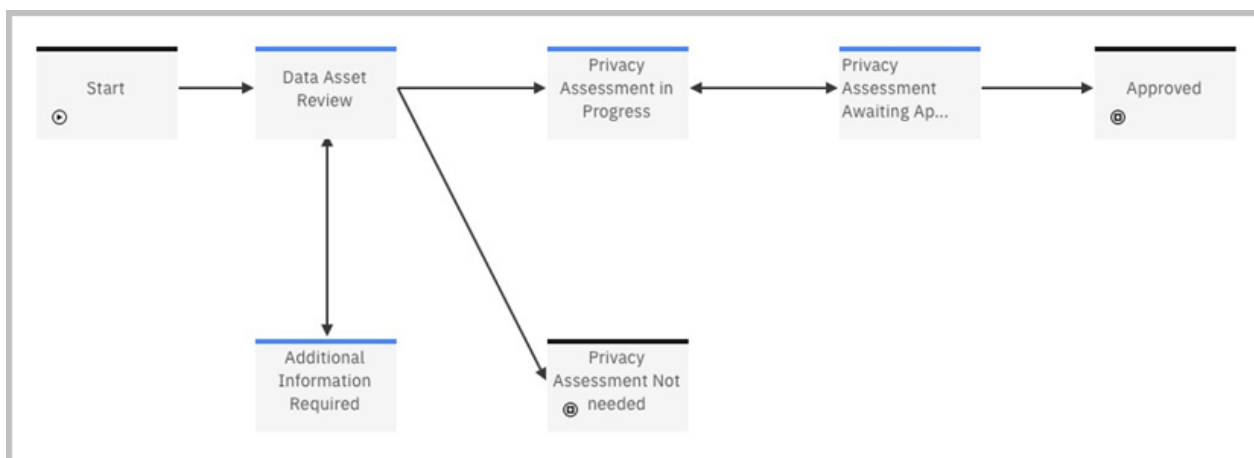 Start
Data Asset
Review
Privacy
Assessment in
Progress
Privacy
Assessment
Awaiting Ap...
Approved
Additional
Information
Required
Privacy
Assessment Not
needed